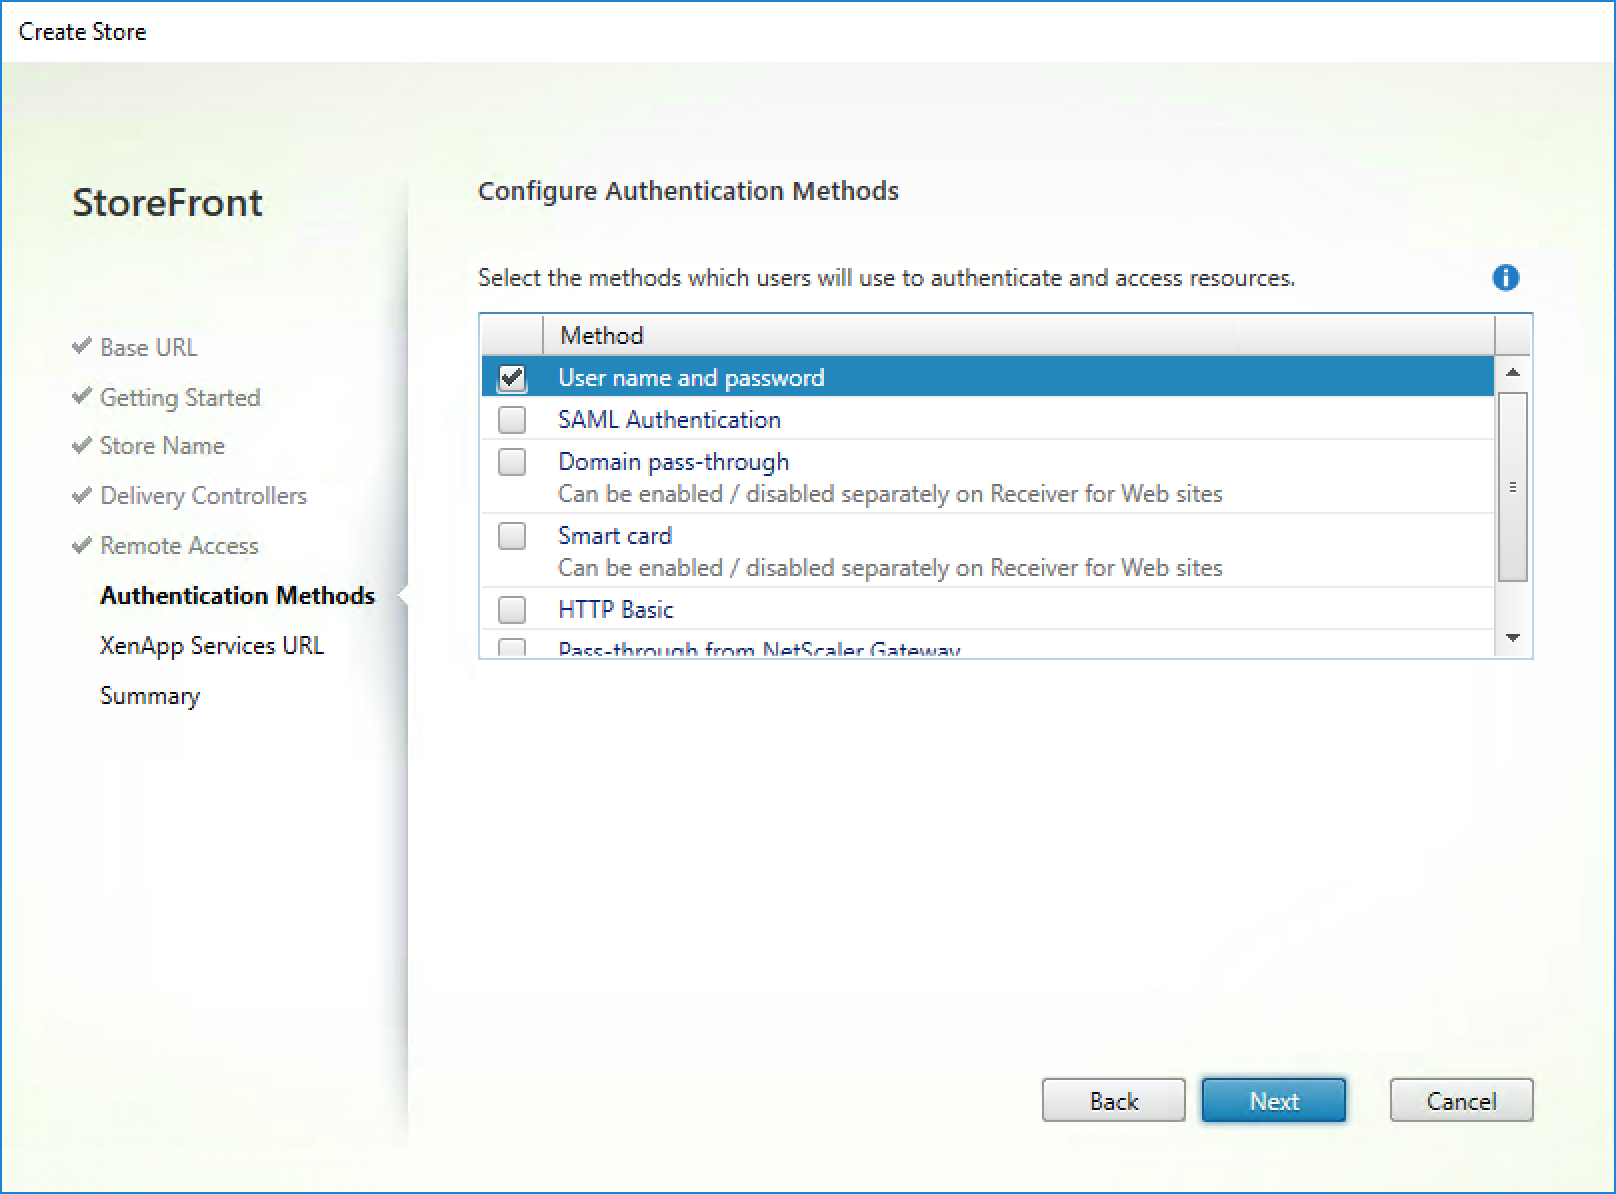 Create Store
StoreFront
Base URL
Getting Started
Store Name
Delivery Controllers
Remote Access
Authentication Methods
XenApp Services URL
Summary
Configure Authentication Methods
Select the methods which users will use to authenticate and access resources.
Method
User name and password
SAML Authentication
Domain pass-through
Can be enabled / disabled separately on Receiver for Web sites
Smart card
Can be enabled / disabled separately on Receiver for Web sites
HTTP Basic
Pass-through from NetScaler Gateway
Back
Next
Cancel